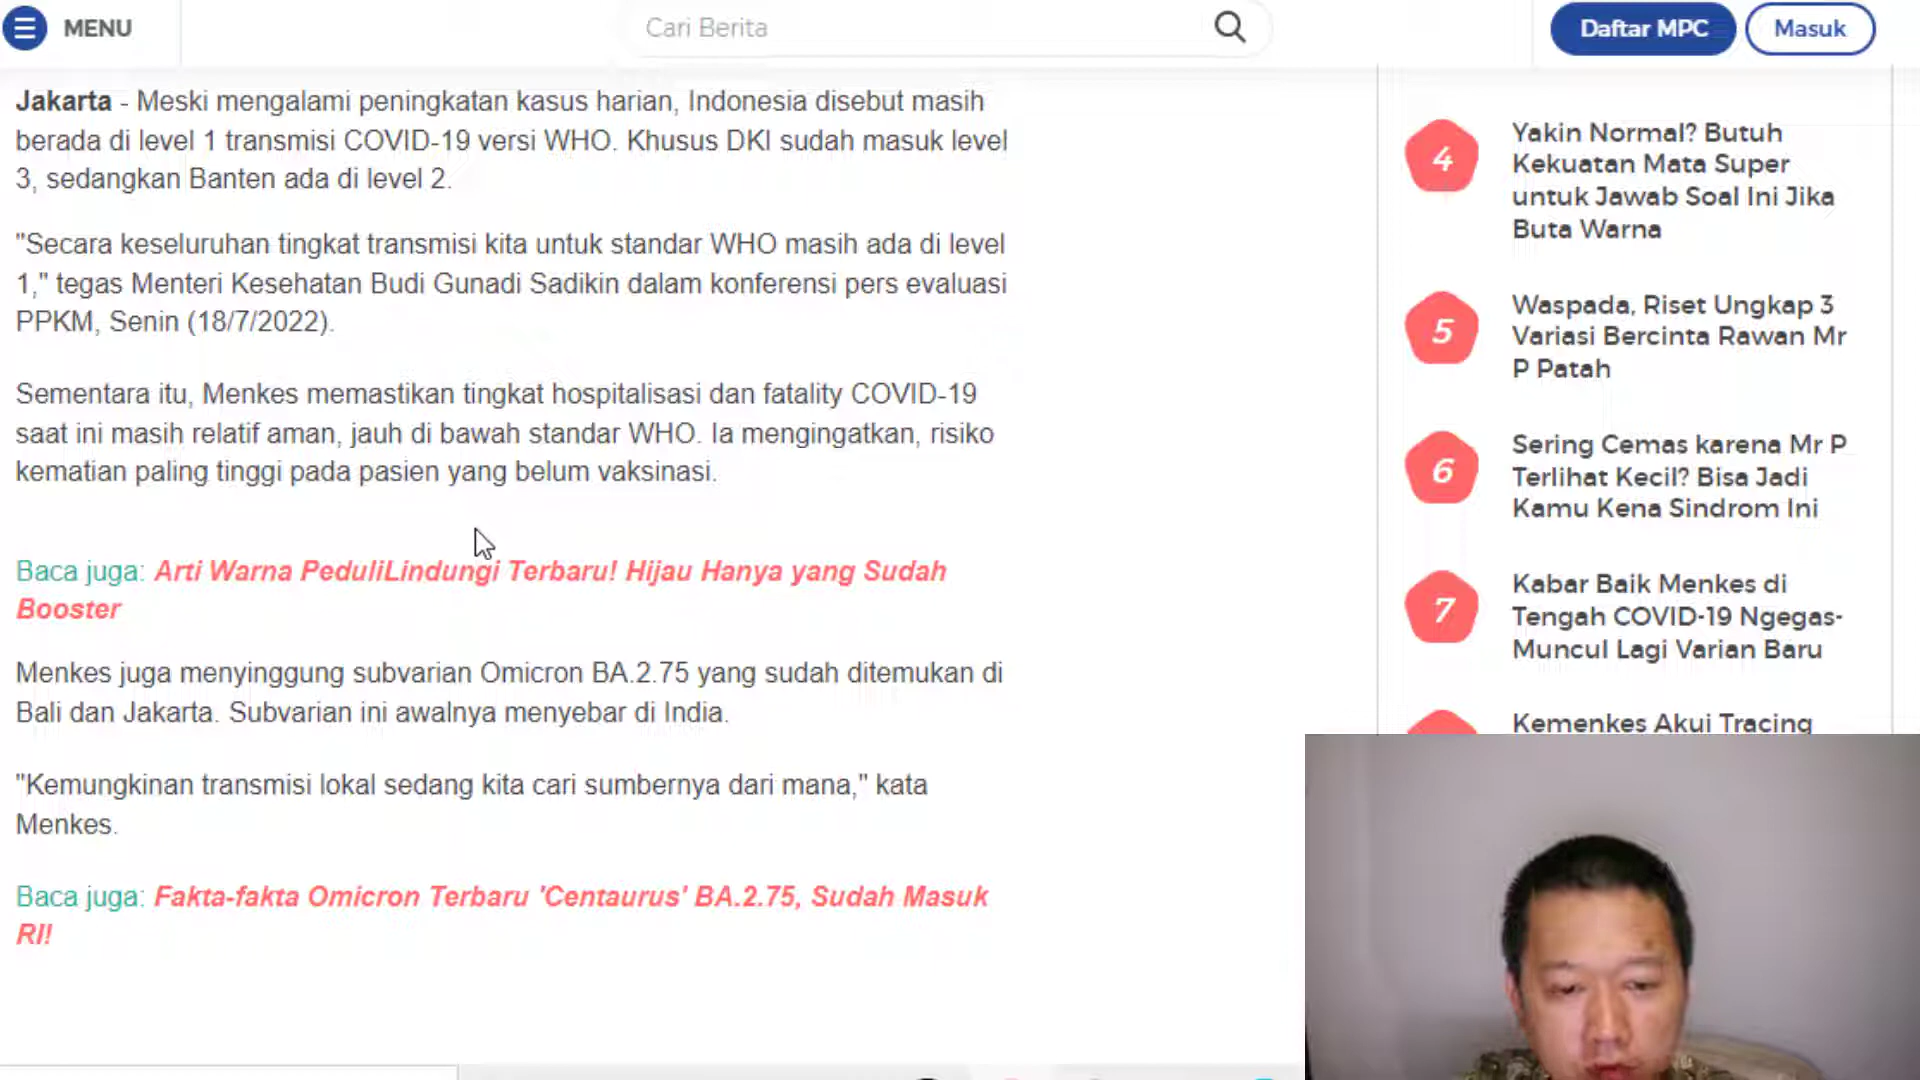 MENU
Cari Berita
Daftar MPC
Masuk
Jakarta - Meski mengalami peningkatan kasus harian, Indonesia disebut masih
berada di level 1 transmisi COVID-19 versi WHO. Khusus DKI sudah masuk level
3, sedangkan Banten ada di level 2.
"Secara keseluruhan tingkat transmisi kita untuk standar WHO masih ada di level
1," tegas Menteri Kesehatan Budi Gunadi Sadikin dalam konferensi pers evaluasi
PPKM, Senin (18/7/2022).
Sementara itu, Menkes memastikan tingkat hospitalisasi dan fatality COVID-19
saat ini masih relatif aman, jauh di bawah standar WHO. Ia mengingatkan, risiko
kematian paling tinggi pada pasien yang belum vaksinasi.
Baca juga: Arti Warna PeduliLindungi Terbaru! Hijau Hanya yang Sudah
Booster
Menkes juga menyinggung subvarian Omicron BA.2.75 yang sudah ditemukan di
Bali dan Jakarta. Subvarian ini awalnya menyebar di India.
"Kemungkinan transmisi lokal sedang kita cari sumbernya dari mana," kata
Menkes.
Baca juga: Fakta-fakta Omicron Terbaru 'Centaurus' BA.2.75, Sudah Masuk
RI!
4
Yakin Normal? Butuh
Kekuatan Mata Super
untuk Jawab Soal Ini Jika
Buta Warna
5
Waspada, Riset Ungkap 3
Variasi Bercinta Rawan Mr
P Patah
6
Sering Cemas karena Mr P
Terlihat Kecil? Bisa Jadi
Kamu Kena Sindrom Ini
7
Kabar Baik Menkes di
Tengah COVID-19 Ngegas-
Muncul Lagi Varian Baru
Kemenkes Akui Tracing